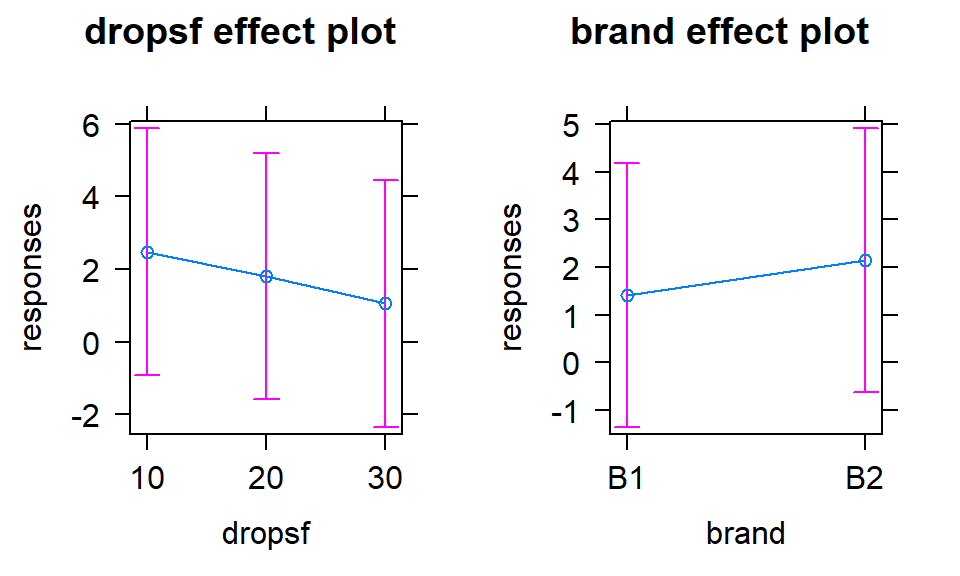 dropsf effect plot
6
4
2
0
-2
responses
10 20 30
dropsf
brand effect plot
5
4
3
2
1
0
-1
responses
B1 B2
brand